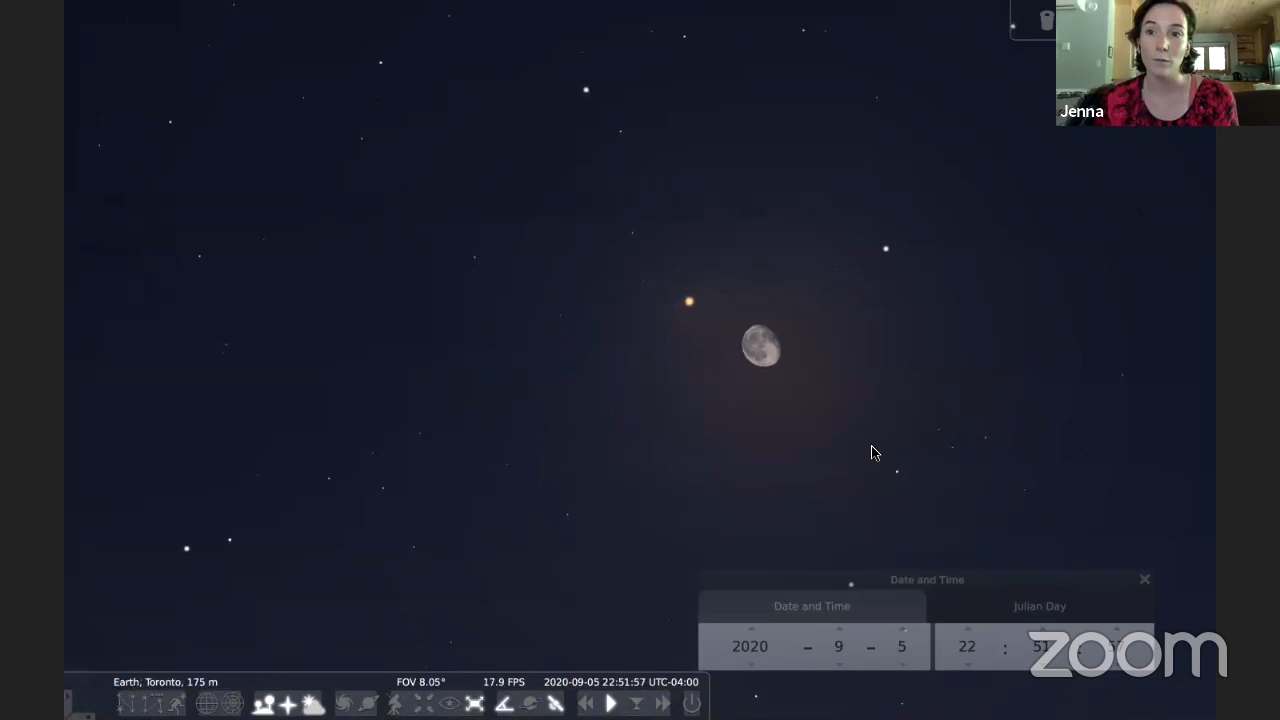 Jenna
Date and Time
Date and Time
Julian Day
2020 - 9 - 5
22 : 51 :
zoom
Earth, Toronto, 175 m
FOV 8.05°
17.9 FPS
2020-09-05 22:51:57 UTC-04:00